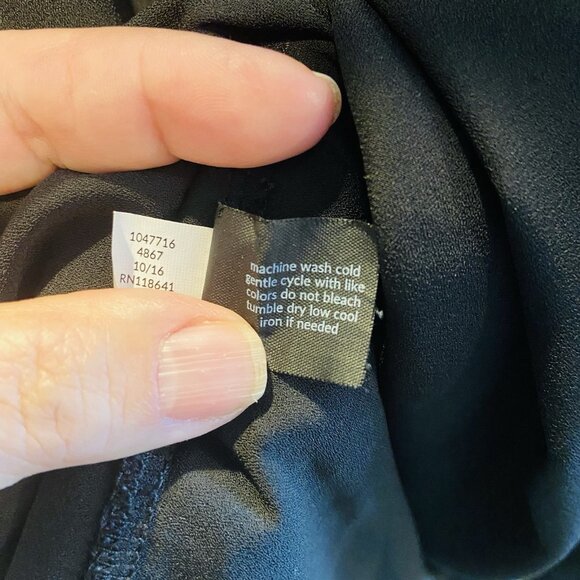 1047716
4867
10/16
RN118641
machine wash cold
gentle cycle with like
colors do not bleach
tumble dry low cool
iron if needed